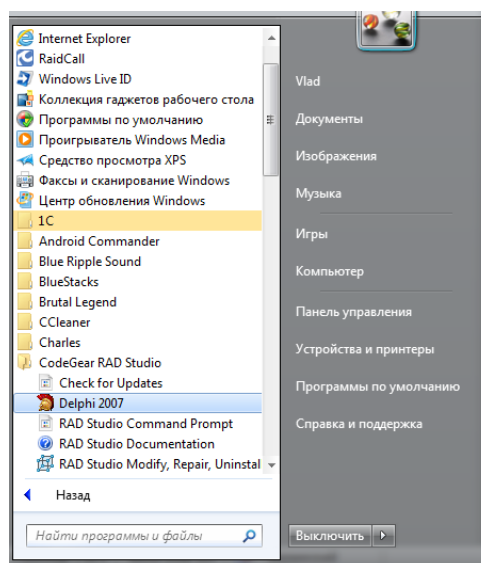 Internet Explorer
RaidCall
Windows Live ID
Коллекция гаджетов рабочего стола
Программы по умолчанию
Проигрыватель Windows Media
Средство просмотра XPS
Факсы и сканирование Windows
Центр обновления Windows
1C
Android Commander
Blue Ripple Sound
BlueStacks
Brutal Legend
CCleaner
Charles
CodeGear RAD Studio
Check for Updates
Delphi 2007
RAD Studio Command Prompt
RAD Studio Documentation
RAD Studio Modify, Repair, Uninstal
Назад
Найти программы и файлы
Vlad
Документы
Изображения
Музыка
Игры
Компьютер
Панель управления
Устройства и принтеры
Программы по умолчанию
Справка и поддержка
Выключить